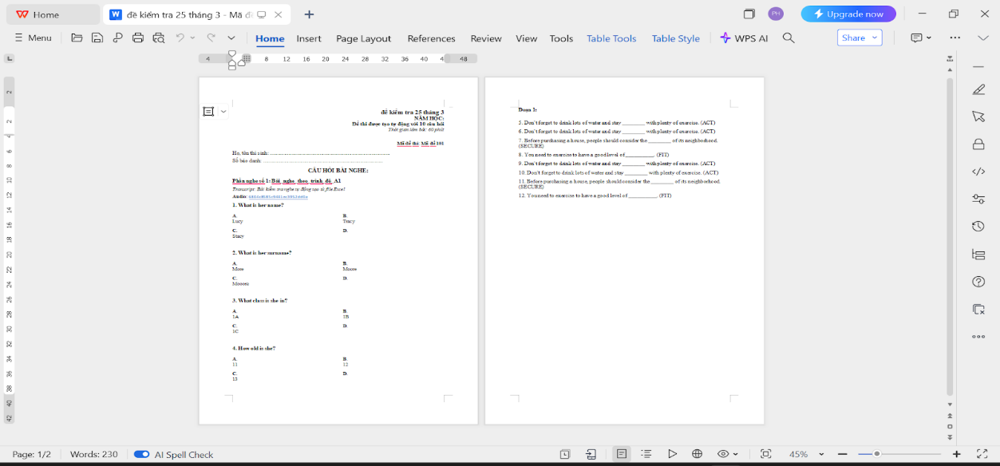 Home
đề kiểm tra 25 tháng 3 - Mã đề
PH
Upgrade now
Menu
Home
Insert
Page Layout
References
Review
View
Tools
Table Tools
Table Style
WPS AI
Share
4 8 12 16 20 24 28 32 36 40 4 48
đề kiểm tra 25 tháng 3
NĂM HỌC:
Đề thi được tạo tự động với 10 câu hỏi
Thời gian làm bài: 60 phút
Mã đề thi: Mã đề 101
Họ, tên thí sinh:
Số báo danh:
CÂU HỎI BÀI NGHE:
Phần nghe số 1: Bài_nghe_theo_trình_độ_A1
Transcript: Bài kiểm tra nghe tự động tạo từ file Excel
Audio:
1. What is her name?
A. B.
Lucy Tracy
C. D.
Stacy
2. What is her surname?
A. B.
More Moore
C. D.
Mooore
3. What class is she in?
A. B.
1A 1B
C. D.
1C
4. How old is she?
A. B.
11 12
C. D.
13
Đoạn 1:
5. Don't forget to drink lots of water and stay ________ with plenty of exercise. (ACT)
6. Don't forget to drink lots of water and stay ________ with plenty of exercise. (ACT)
7. Before purchasing a house, people should consider the ________ of its neighborhood.
(SECURE)
8. You need to exercise to have a good level of __________. (FIT)
9. Don't forget to drink lots of water and stay ________ with plenty of exercise. (ACT)
10. Don't forget to drink lots of water and stay ________ with plenty of exercise. (ACT)
11. Before purchasing a house, people should consider the ________ of its neighborhood.
(SECURE)
12. You need to exercise to have a good level of __________. (FIT)
Page: 1/2
Words: 230
AI Spell Check
45%